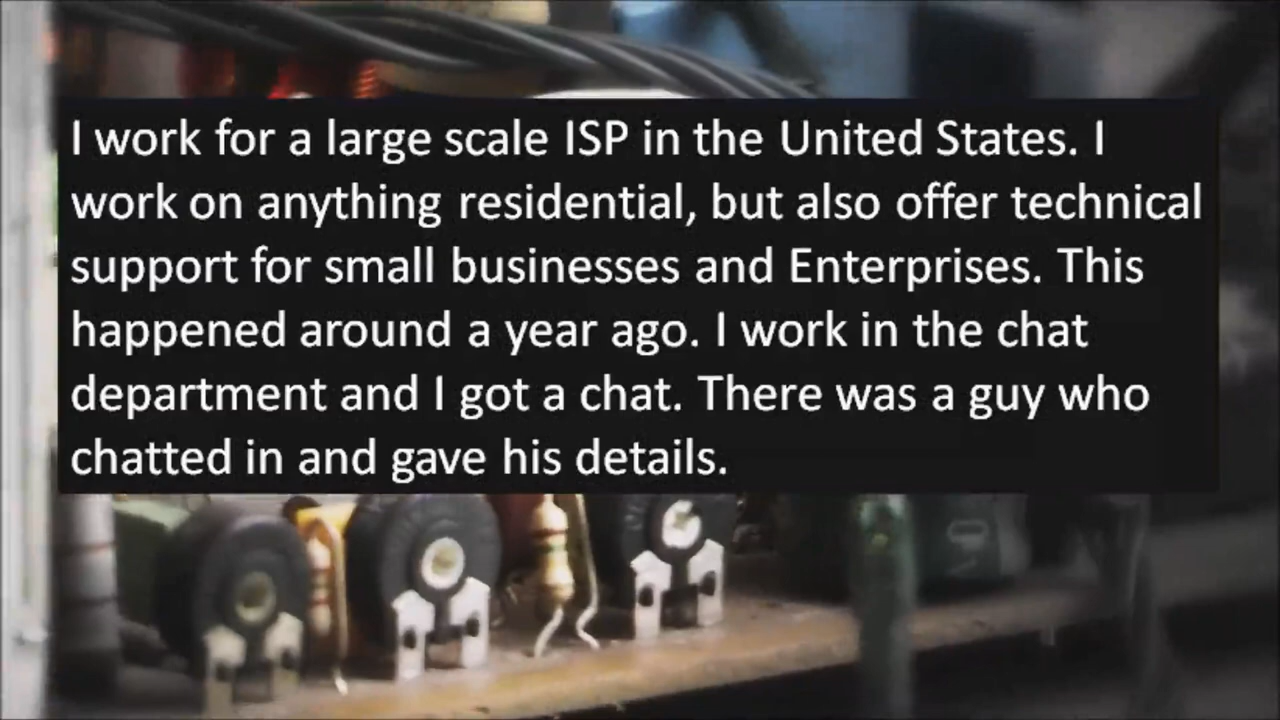 I work for a large scale ISP in the United States. I
work on anything residential, but also offer technical
support for small businesses and Enterprises. This
happened around a year ago. I work in the chat
department and I got a chat. There was a guy who
chatted in and gave his details.